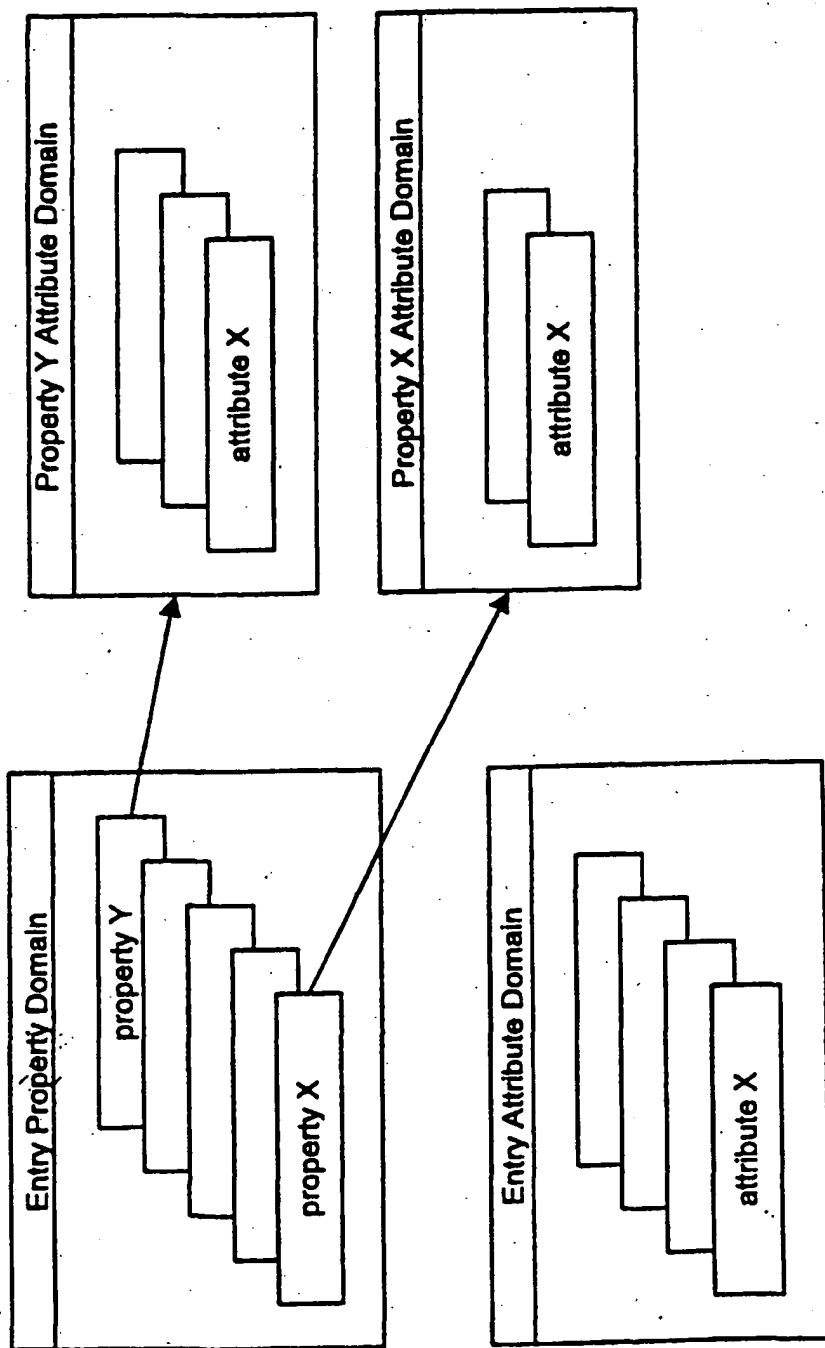 Entry Property Domain
property Y
property X
Property Y Attribute Domain
attribute X
Entry Attribute Domain
attribute X
Property X Attribute Domain
attribute X